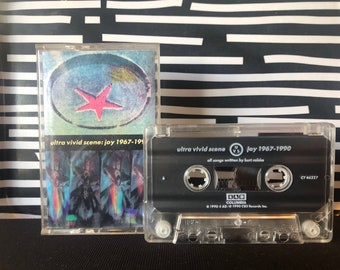 ultra vivid scene: joy 1967-199
ultra vivid scene joy 1967-1990
all songs written by kurt ralske
CT 46227
COLUMBIA